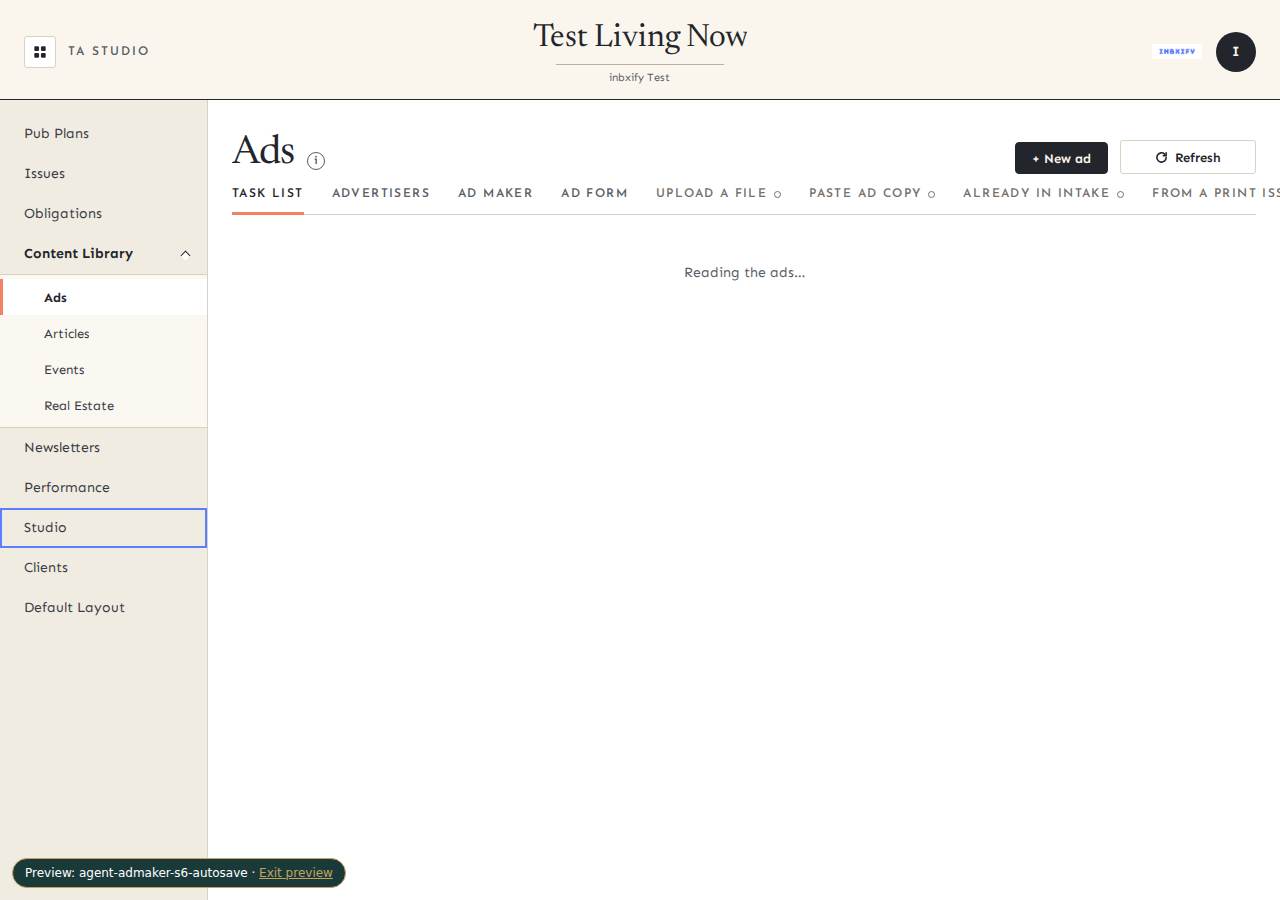 TA STUDIO
Test Living Now
inbxify Test
INBXIFY
I
Pub Plans
Issues
Obligations
Content Library
Ads
Articles
Events
Real Estate
Newsletters
Performance
Studio
Clients
Default Layout
Ads
i
+ New ad
Refresh
TASK LIST
ADVERTISERS
AD MAKER
AD FORM
UPLOAD A FILE
PASTE AD COPY
ALREADY IN INTAKE
FROM A PRINT ISS
Reading the ads...
Preview: agent-admaker-s6-autosave · Exit preview